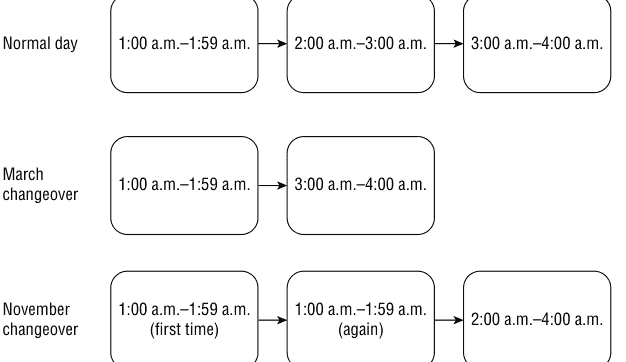 Normal day
1:00 a.m.–1:59 a.m.
2:00 a.m.–3:00 a.m.
3:00 a.m.–4:00 a.m.
March
changeover
1:00 a.m.–1:59 a.m.
3:00 a.m.–4:00 a.m.
November
changeover
1:00 a.m.–1:59 a.m.
(first time)
1:00 a.m.–1:59 a.m.
(again)
2:00 a.m.–4:00 a.m.